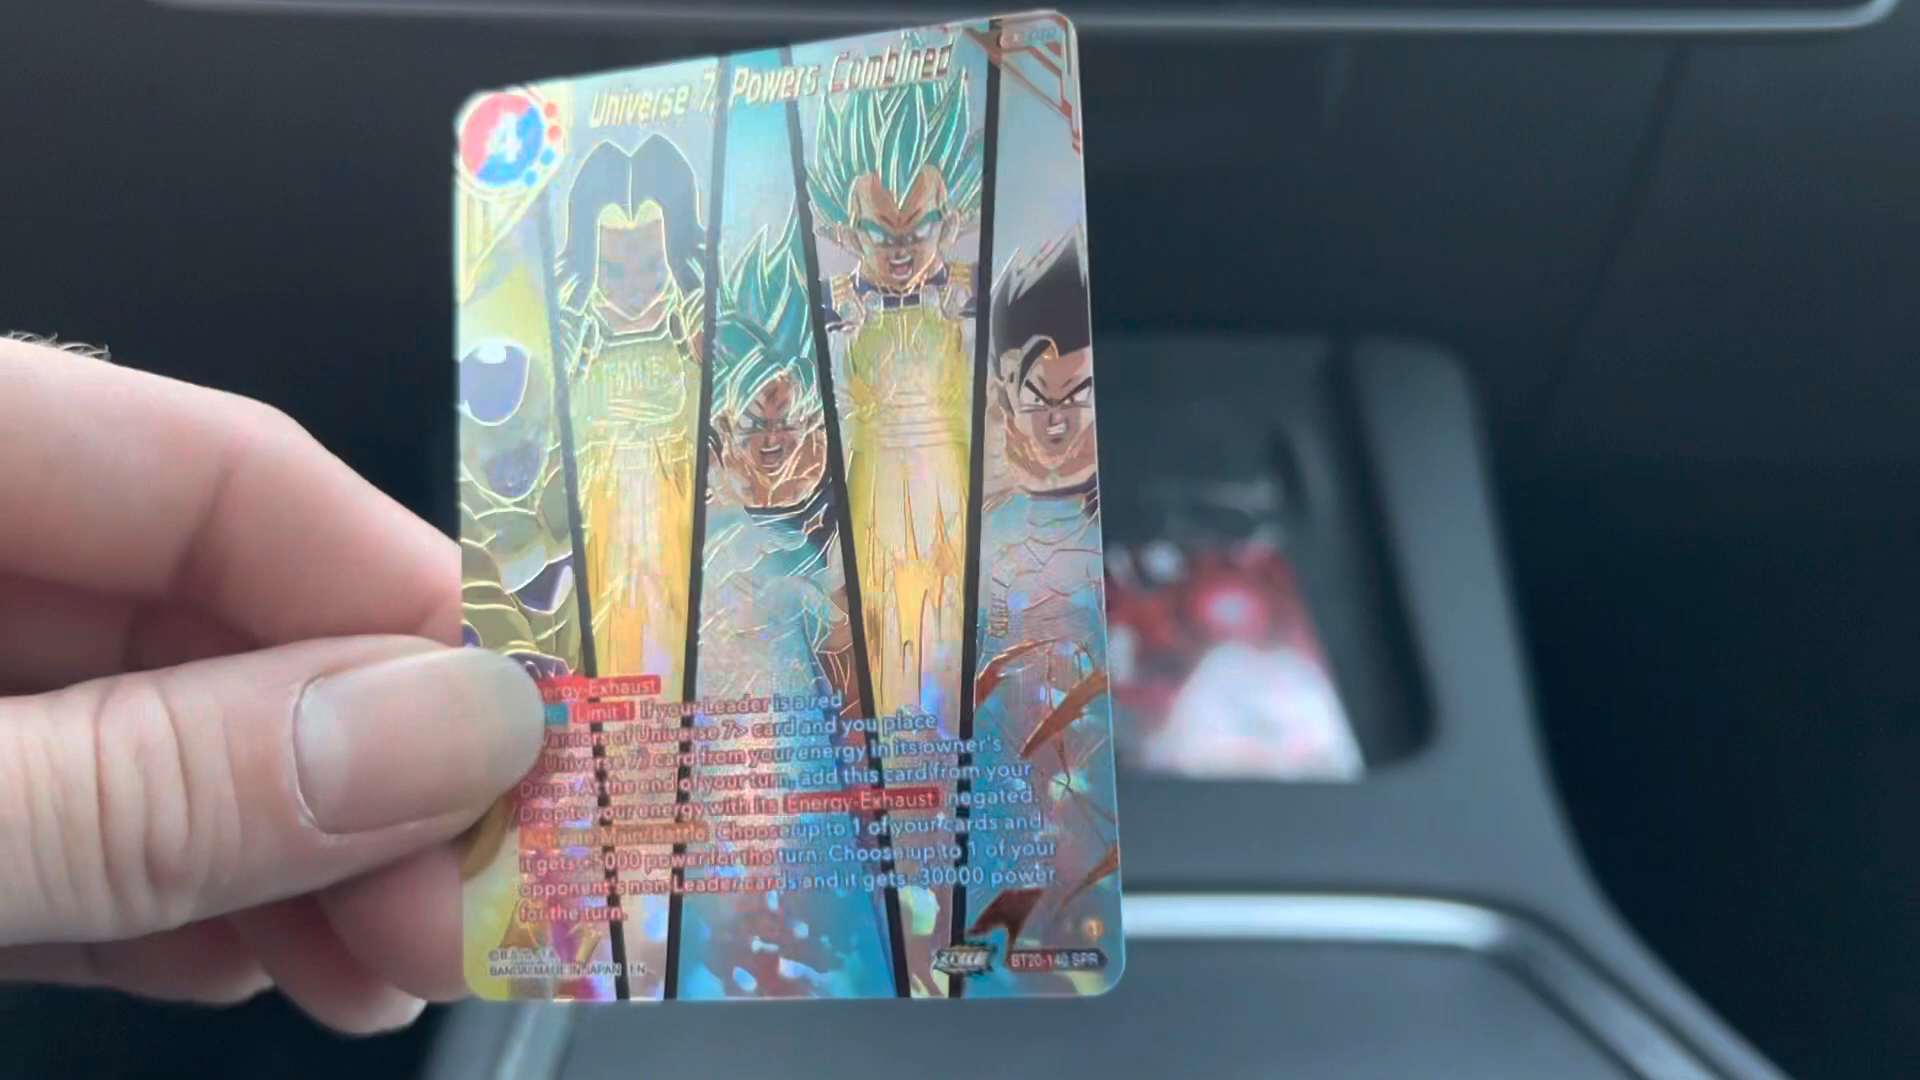 Universe 7, Powers Combined
4
ergy-Exhaust
to Limit 1 If your Leader is a red
Warriors of Universe 7> card and you place
Universe 7, card from your energy in its owner's
Drop : At the end of your turn, add this card from your
Drop to your energy with its Energy-Exhaust negated.
Activate Main/Battle Choose up to 1 of your cards and
it gets +5000 power for the turn. Choose up to 1 of your
opponent's non-Leader cards and it gets -30000 power
for the turn.
BANDAI MADE IN JAPAN EN
BT20-140 SPR